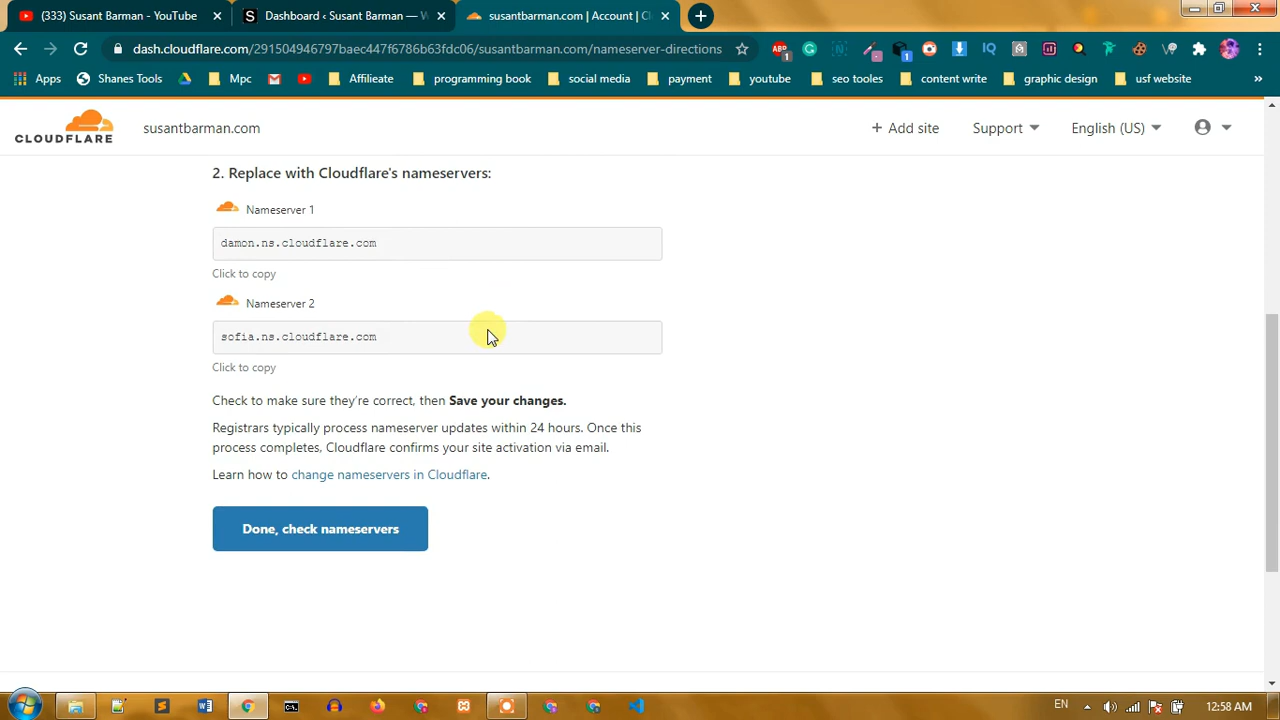 (333) Susant Barman - YouTube
Dashboard ‹ Susant Barman — W
susantbarman.com | Account | Cl
dash.cloudflare.com/291504946797baec447f6786b63fdc06/susantbarman.com/nameserver-directions
ABP
1
1
IQ
Apps
Shanes Tools
Mpc
Affilieate
programming book
social media
payment
youtube
seo tooles
content write
graphic design
usf website
»
CLOUDFLARE
susantbarman.com
+ Add site
Support
English (US)
2. Replace with Cloudflare's nameservers:
Nameserver 1
damon.ns.cloudflare.com
Click to copy
Nameserver 2
sofia.ns.cloudflare.com
Click to copy
Check to make sure they're correct, then Save your changes.
Registrars typically process nameserver updates within 24 hours. Once this
process completes, Cloudflare confirms your site activation via email.
Learn how to change nameservers in Cloudflare.
Done, check nameservers
EN
12:58 AM